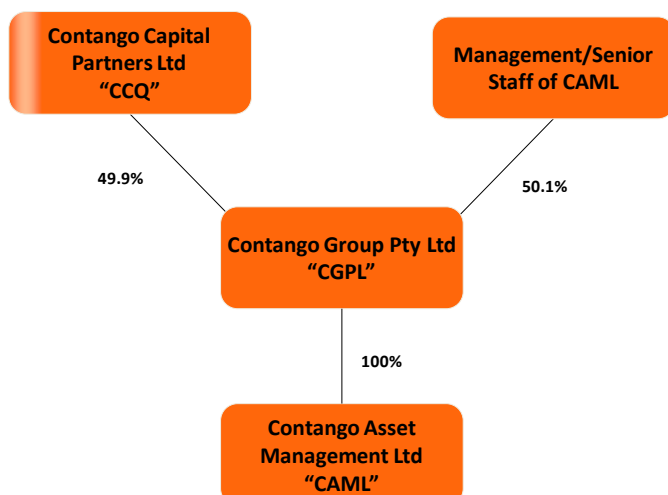 Contango Capital
Partners Ltd
“CCQ”
Management/Senior
Staff of CAML
49.9%
50.1%
Contango Group Pty Ltd
“CGPL”
100%
Contango Asset
Management Ltd
“CAML”